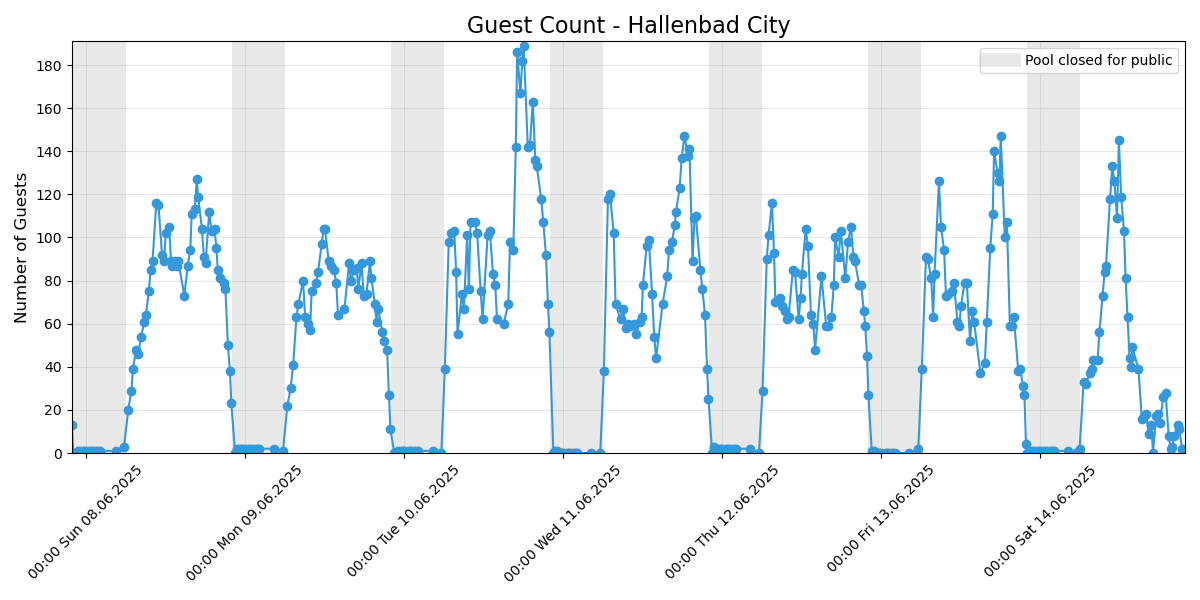 Guest Count - Hallenbad City
Pool closed for public
Number of Guests
180
160
140
120
100
80
60
40
20
0
00:00 Sun 08.06.2025
00:00 Mon 09.06.2025
00:00 Tue 10.06.2025
00:00 Wed 11.06.2025
00:00 Thu 12.06.2025
00:00 Fri 13.06.2025
00:00 Sat 14.06.2025